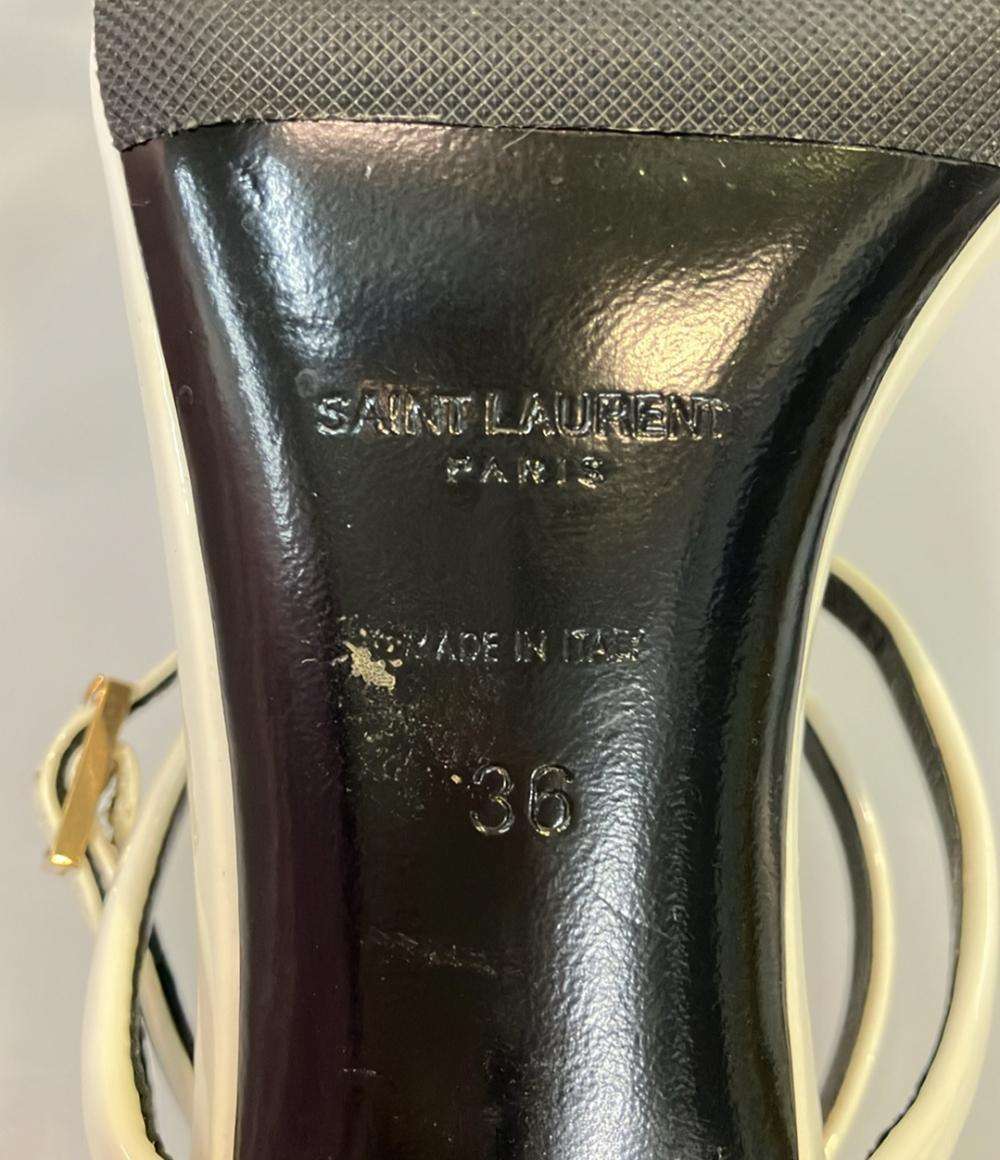 SAINT LAURENT
PARIS
MADE IN ITALY
36